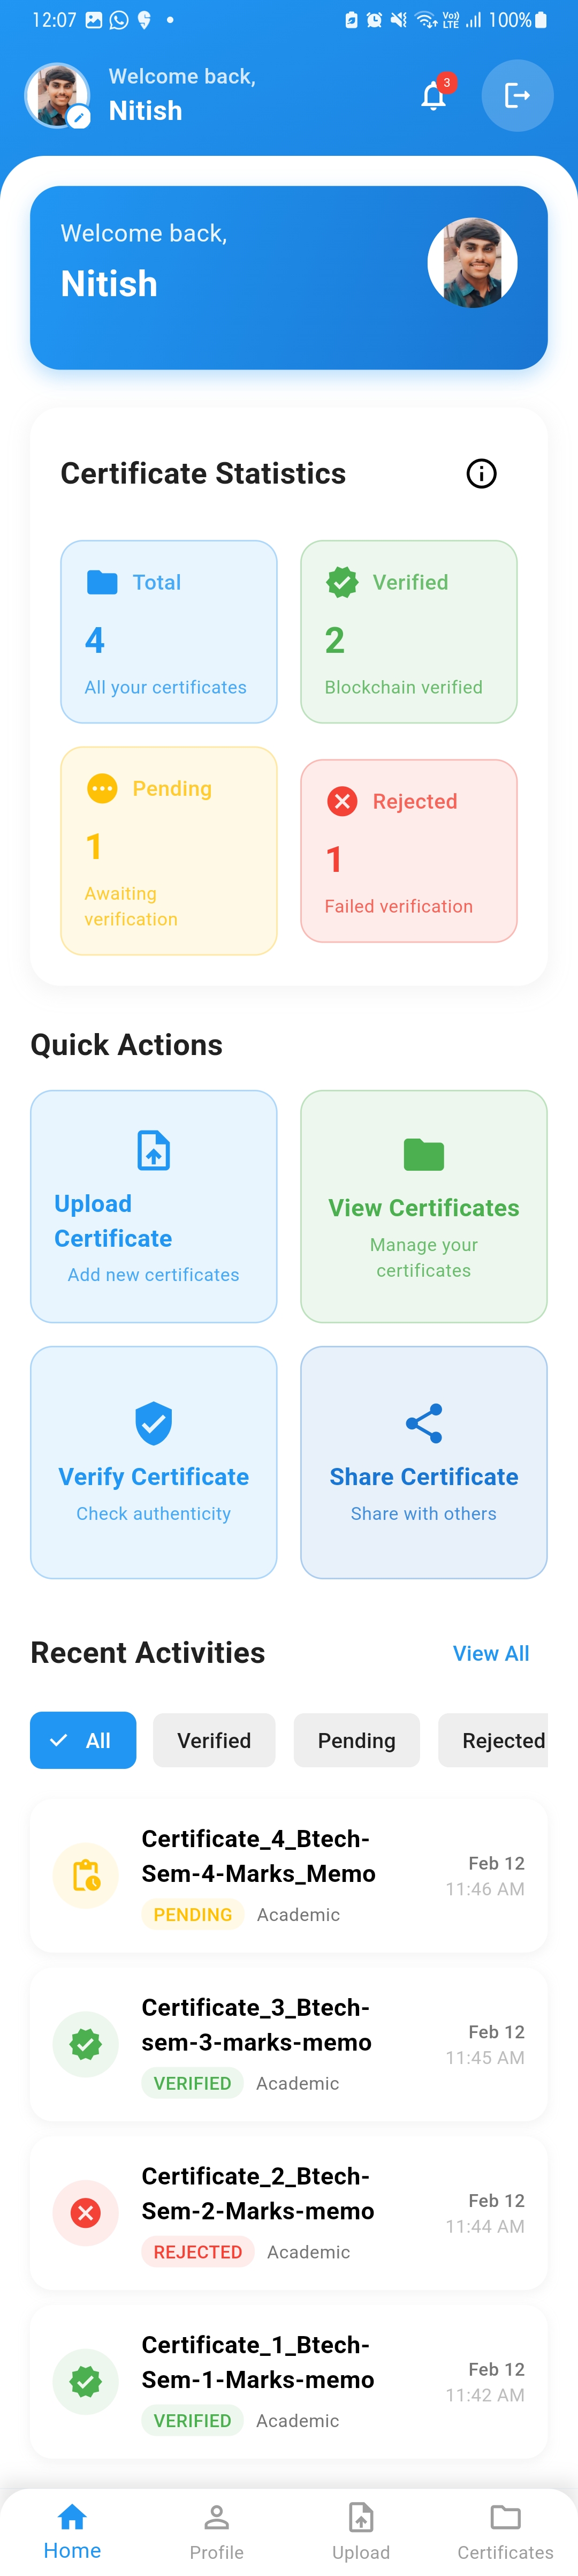 12:07
Vo))
LTE
100%
Welcome back,
Nitish
3
Welcome back,
Nitish
Certificate Statistics
Total
4
All your certificates
Verified
2
Blockchain verified
Pending
1
Awaiting
verification
Rejected
1
Failed verification
Quick Actions
Upload
Certificate
Add new certificates
View Certificates
Manage your
certificates
Verify Certificate
Check authenticity
Share Certificate
Share with others
Recent Activities
View All
All
Verified
Pending
Rejected
Certificate_4_Btech-
Sem-4-Marks_Memo
PENDING Academic
Feb 12
11:46 AM
Certificate_3_Btech-
sem-3-marks-memo
VERIFIED Academic
Feb 12
11:45 AM
Certificate_2_Btech-
Sem-2-Marks-memo
REJECTED Academic
Feb 12
11:44 AM
Certificate_1_Btech-
Sem-1-Marks-memo
VERIFIED Academic
Feb 12
11:42 AM
Home
Profile
Upload
Certificates